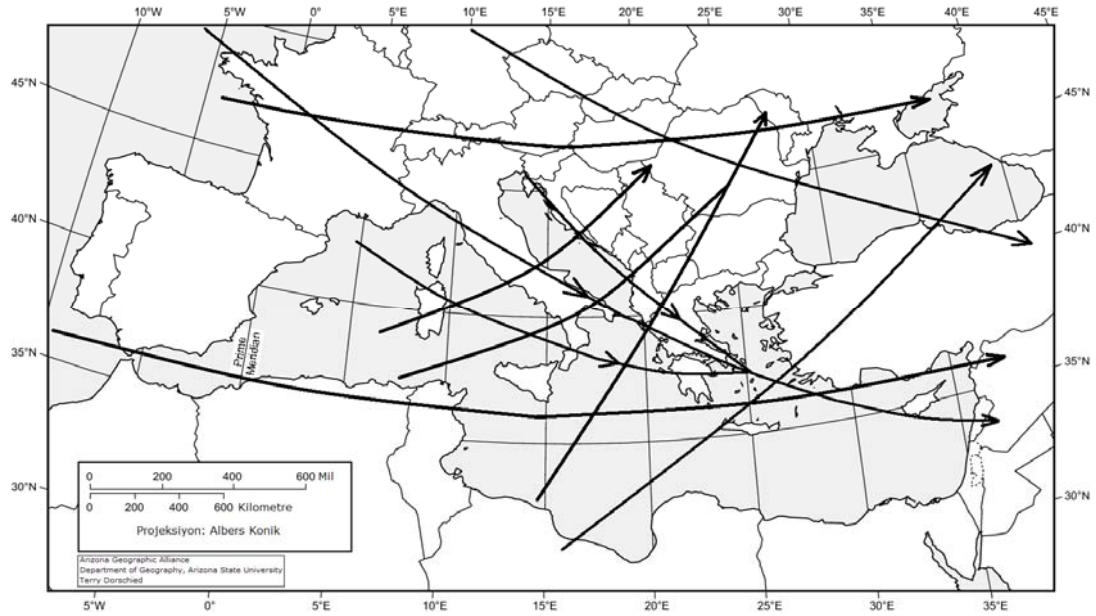 10°W 5°W 0° 5°E 10°E 15°E 20°E 25°E 30°E 35°E 40°E 45°E
45°N 45°N
40°N 40°N
35°N 35°N
30°N 30°N
Prime
Meridian
0 200 400 600 Mil
0 200 400 600 Kilometre
Projeksiyon: Albers Konik
Arizona Geographic Alliance
Department of Geography, Arizona State University
Terry Dorschied
5°W 0° 5°E 10°E 15°E 20°E 25°E 30°E 35°E